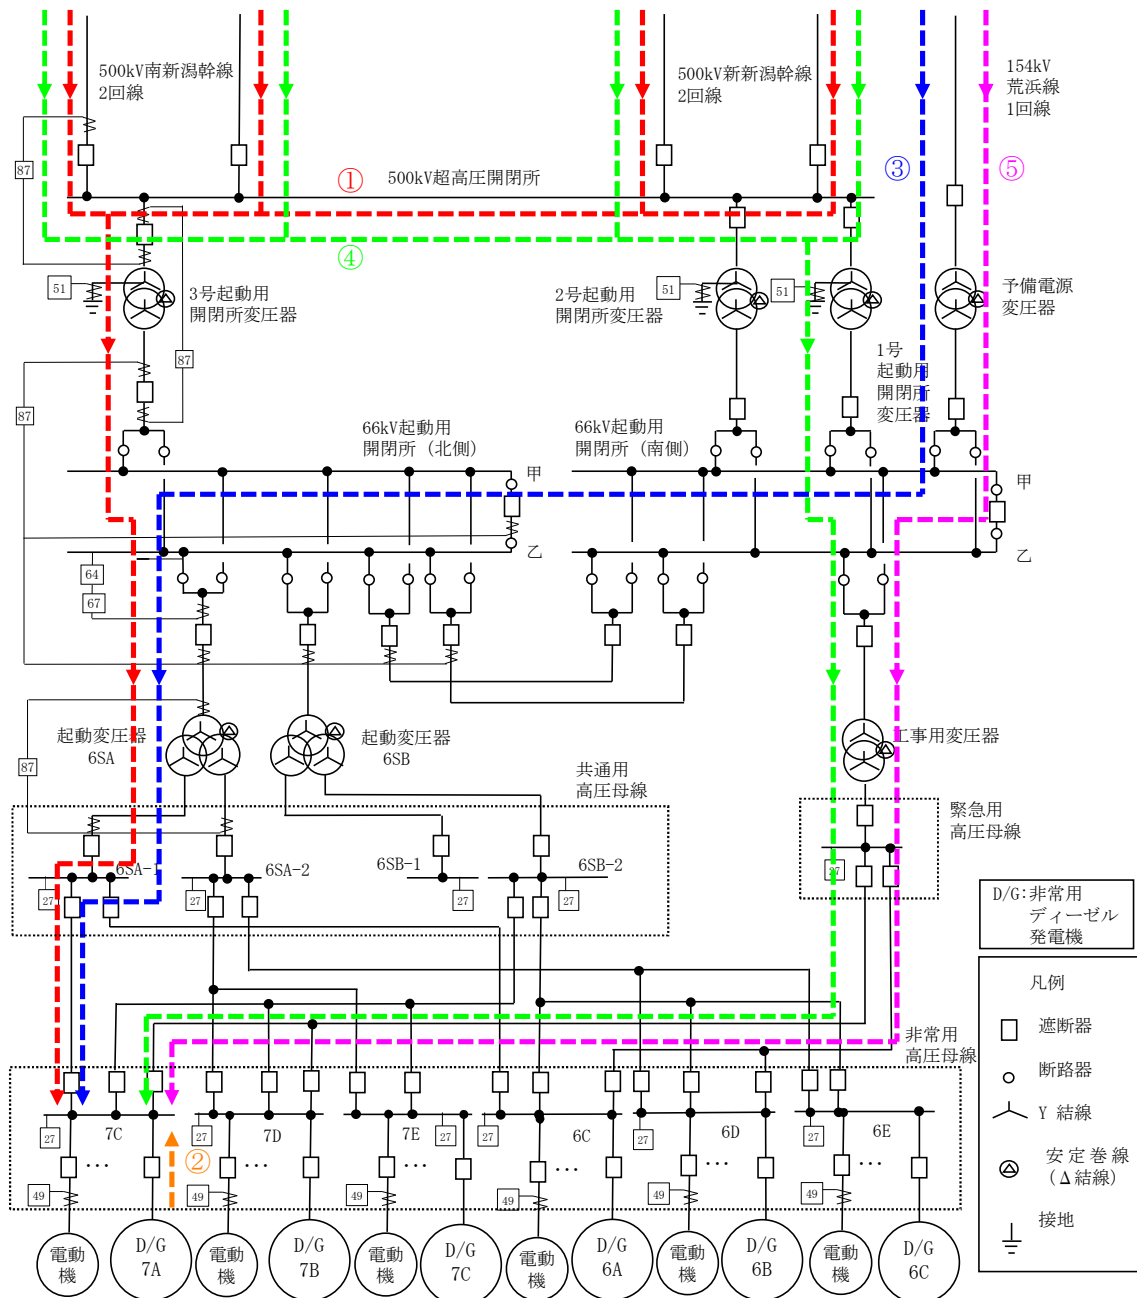 500kV南新潟幹線
2回線
500kV新新潟幹線
2回線
154kV
荒浜線
1回線
87
①
500kV超高圧開閉所
③
⑤
④
51
3号起動用
開閉所変圧器
2号起動用
開閉所変圧器
51
51
予備電源
変圧器
87
1号
起動用
開閉所
変圧器
87
66kV起動用
開閉所（北側）
66kV起動用
開閉所（南側）
甲
甲
乙
乙
64
67
起動変圧器
6SA
起動変圧器
6SB
工事用変圧器
87
共通用
高圧母線
緊急用
高圧母線
6SA-1
6SA-2
6SB-1
6SB-2
27
27
27
27
27
D/G:非常用
ディーゼル
発電機
凡例
遮断器
断路器
Y 結線
安定巻線
（Δ結線）
接地
非常用
高圧母線
27
7C
27
7D
7E
27
27
6C
27
6D
27
6E
②
…
…
…
…
…
…
49
49
49
49
49
49
電動
機
D/G
7A
電動
機
D/G
7B
電動
機
D/G
7C
電動
機
D/G
6A
電動
機
D/G
6B
電動
機
D/G
6C